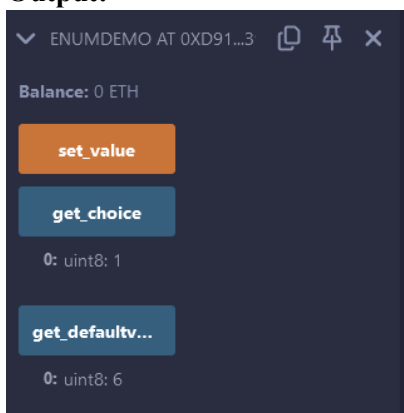 Output:
ENUMDEMO AT 0XD91...3
Balance: 0 ETH
set_value
get_choice
0: uint8: 1
get_defaultv...
0: uint8: 6